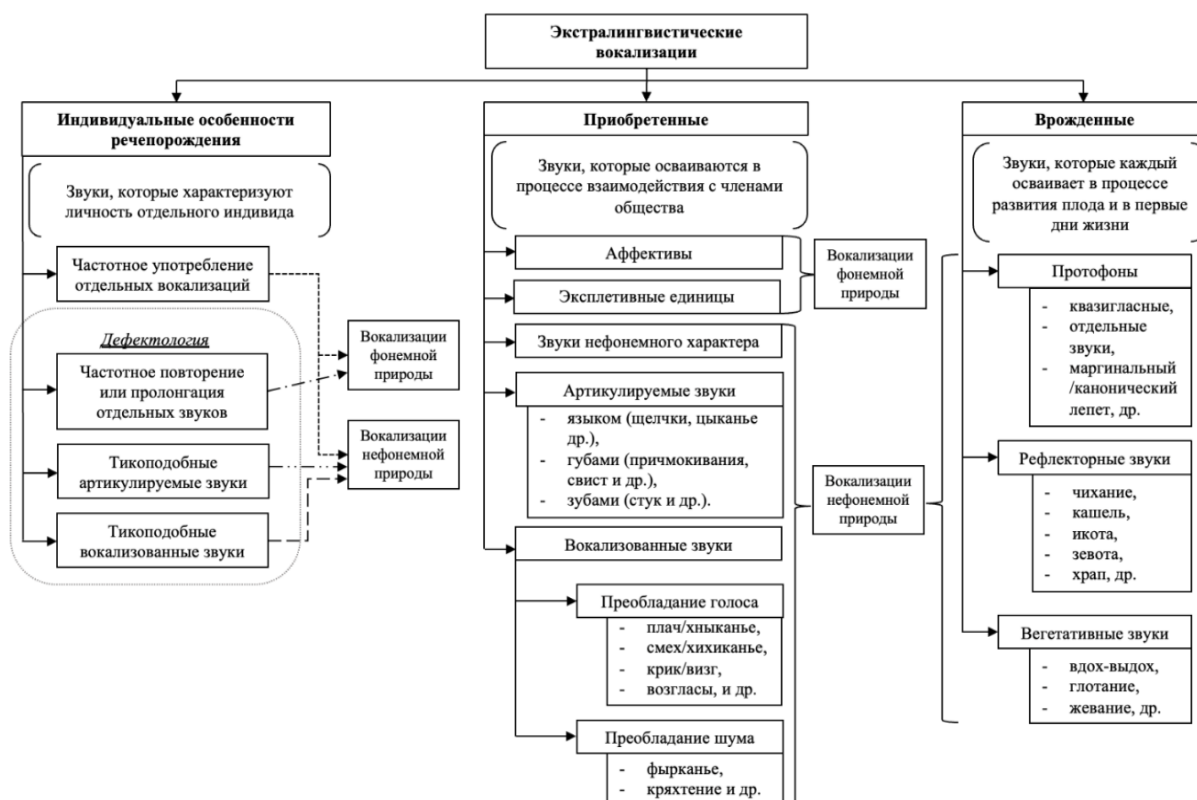 Экстралингвистические
вокализации
Индивидуальные особенности
речепорождения
Звуки, которые характеризуют
личность отдельного индивида
Частотное употребление
отдельных вокализаций
Дефектология
Частотное повторение
или пролонгация
отдельных звуков
Тикоподобные
артикулируемые звуки
Тикоподобные
вокализованные звуки
Вокализации
фонемной
природы
Вокализации
нефонемной
природы
Приобретенные
Звуки, которые осваиваются в
процессе взаимодействия с членами
общества
Аффективы
Эксплетивные единицы
Вокализации
фонемной
природы
Звуки нефонемного характера
Артикулируемые звуки
- языком (щелчки, цыканье
др.),
- губами (причмокивания,
свист и др.),
- зубами (стук и др.).
Вокализованные звуки
Преобладание голоса
- плач/хныканье,
- смех/хихиканье,
- крик/визг,
- возгласы, и др.
Преобладание шума
- фырканье,
- кряхтение и др.
Вокализации
нефонемной
природы
Врожденные
Звуки, которые каждый
осваивает в процессе
развития плода и в первые
дни жизни
Протофоны
- квазигласные,
- отдельные
звуки,
- маргинальный
/канонический
лепет, др.
Рефлекторные звуки
- чихание,
- кашель,
- икота,
- зевота,
- храп, др.
Вегетативные звуки
- вдох-выдох,
- глотание,
- жевание, др.